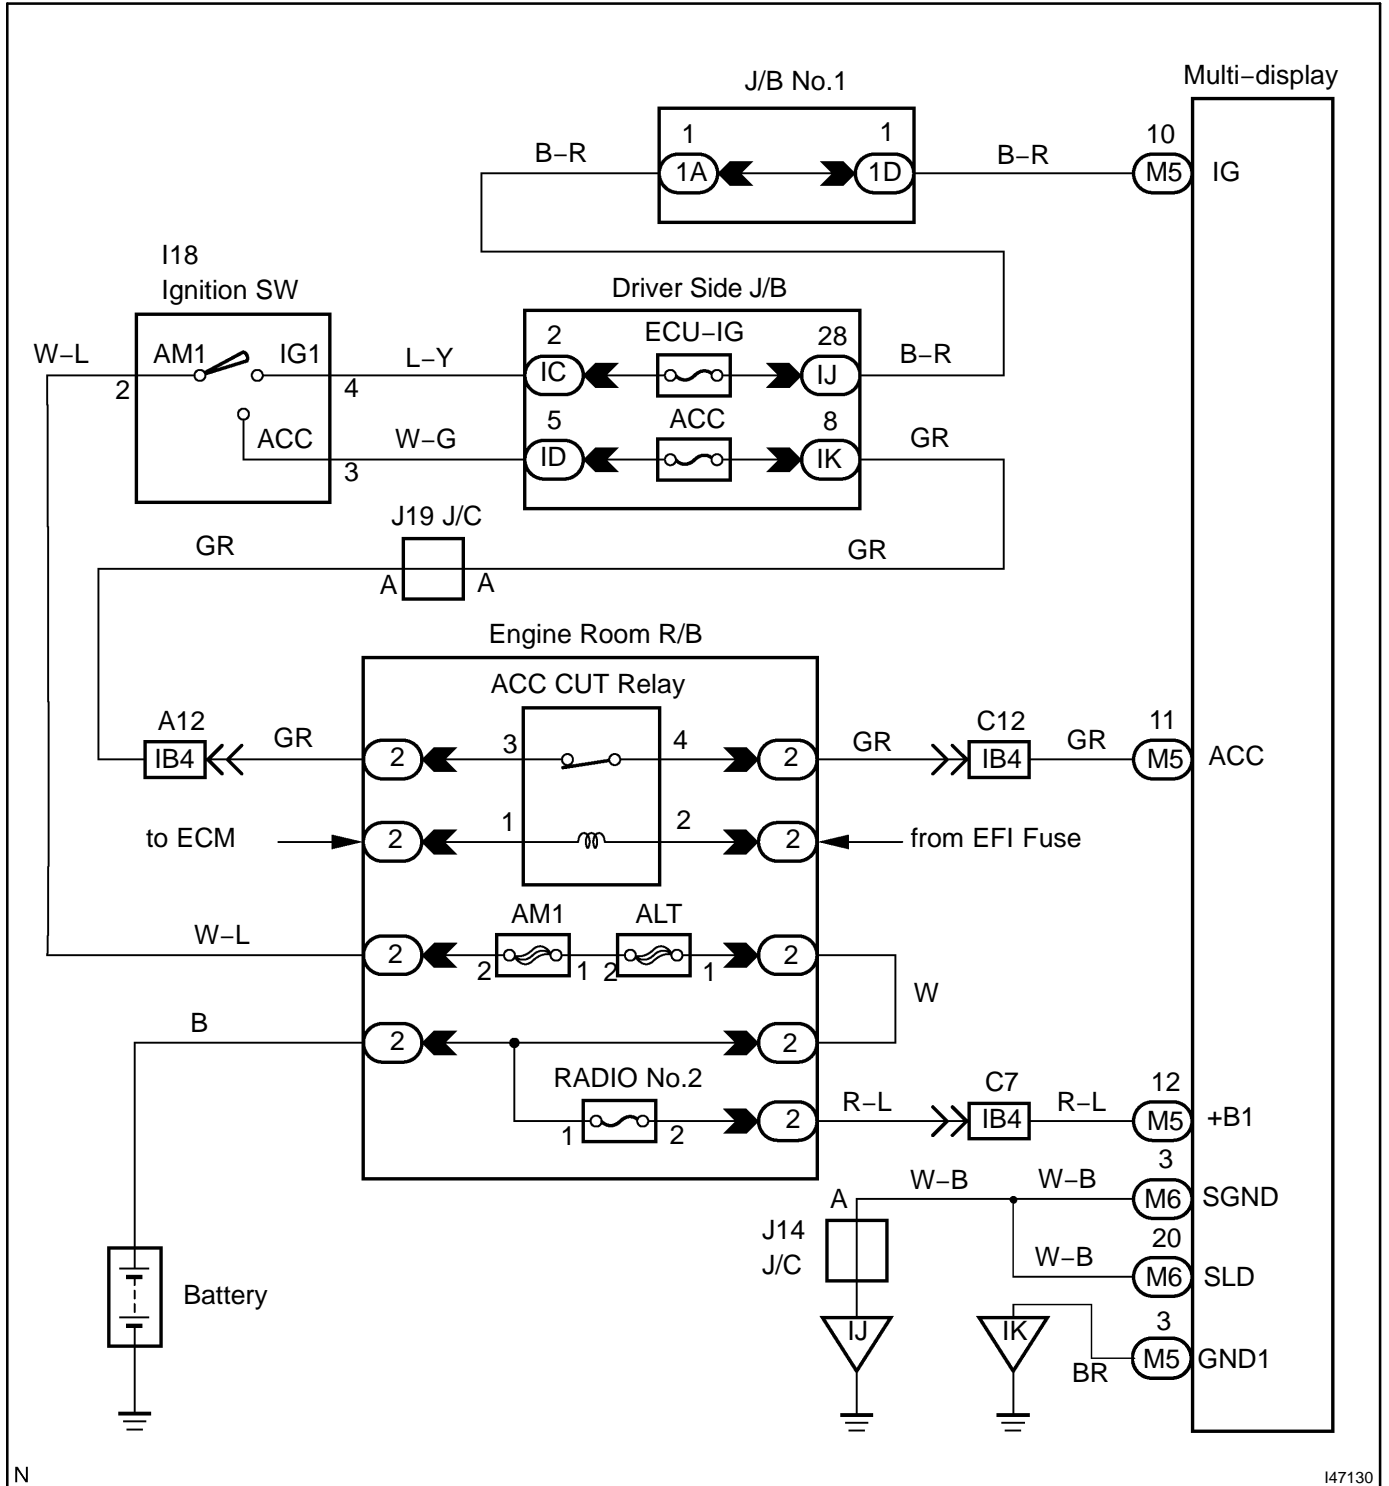 J/B No.1
Multi−display
1
1
10
B−R
1A
1D
B−R
M5
IG
I18
Ignition SW
Driver Side J/B
W−L
AM1
IG1
L−Y
2
ECU−IG
28
B−R
2
4
IC
IJ
ACC
W−G
5
ACC
8
GR
3
ID
IK
J19 J/C
GR
GR
A
A
Engine Room R/B
ACC CUT Relay
A12
GR
3
4
GR
C12
GR
11
IB4
2
2
IB4
M5
ACC
to ECM
2
1
2
2
from EFI Fuse
AM1
ALT
W−L
2
2
1
2
1
2
W
B
2
2
RADIO No.2
C7
12
1
2
2
R−L
IB4
R−L
M5
+B1
3
A
W−B
W−B
M6
SGND
J14
J/C
20
W−B
M6
SLD
Battery
IJ
IK
3
BR
M5
GND1
N
I47130